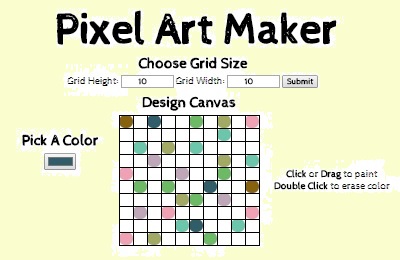 Pixel Art Maker
Choose Grid Size
Grid Height: 10 Grid Width: 10 Submit
Design Canvas
Pick A Color
Click or Drag to paint
Double Click to erase color